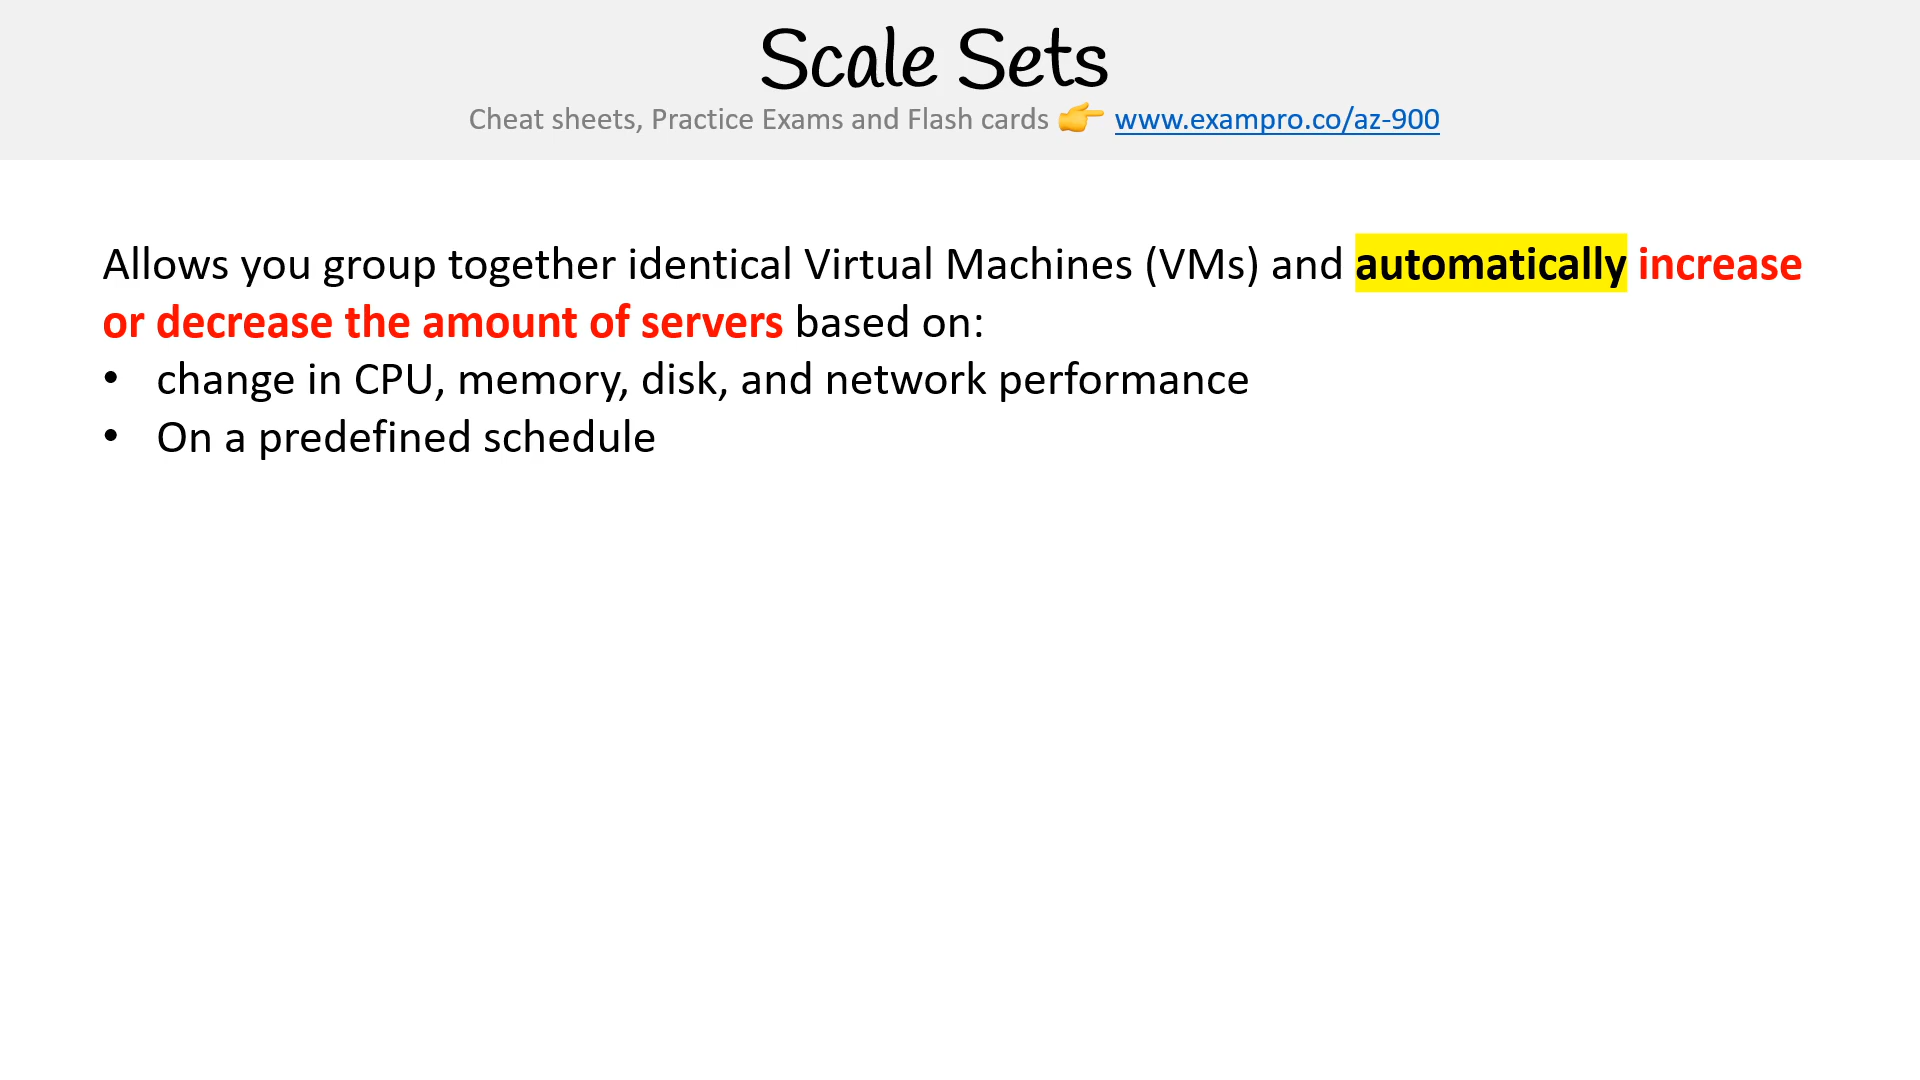 Scale Sets
Cheat sheets, Practice Exams and Flash cards 👉 www.exampro.co/az-900
Allows you group together identical Virtual Machines (VMs) and automatically increase
or decrease the amount of servers based on:
• change in CPU, memory, disk, and network performance
• On a predefined schedule